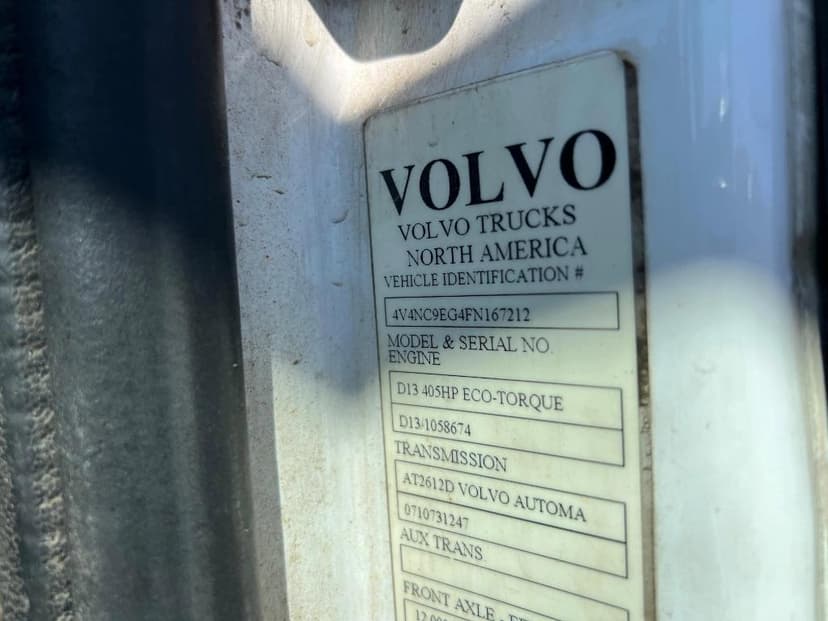 VOLVO
VOLVO TRUCKS
NORTH AMERICA
VEHICLE IDENTIFICATION #
4V4NC9EG4FN167212
MODEL & SERIAL NO.
ENGINE
D13 405HP ECO-TORQUE
D13/1058674
TRANSMISSION
AT2612D VOLVO AUTOMA
0710731247
AUX TRANS
FRONT AXLE -